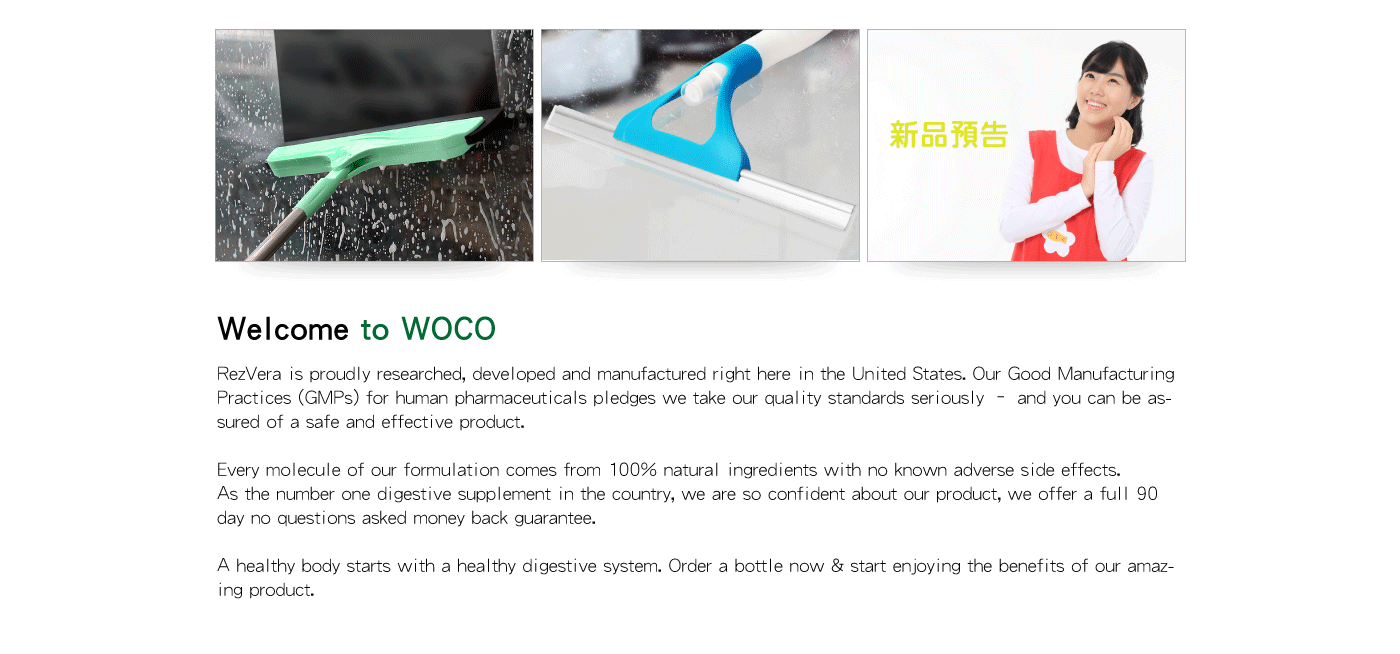 新品預告
Welcome to WOCO
RezVera is proudly researched, developed and manufactured right here in the United States. Our Good Manufacturing
Practices (GMPs) for human pharmaceuticals pledges we take our quality standards seriously – and you can be as-
sured of a safe and effective product.
Every molecule of our formulation comes from 100% natural ingredients with no known adverse side effects.
As the number one digestive supplement in the country, we are so confident about our product, we offer a full 90
day no questions asked money back guarantee.
A healthy body starts with a healthy digestive system. Order a bottle now & start enjoying the benefits of our amaz-
ing product.